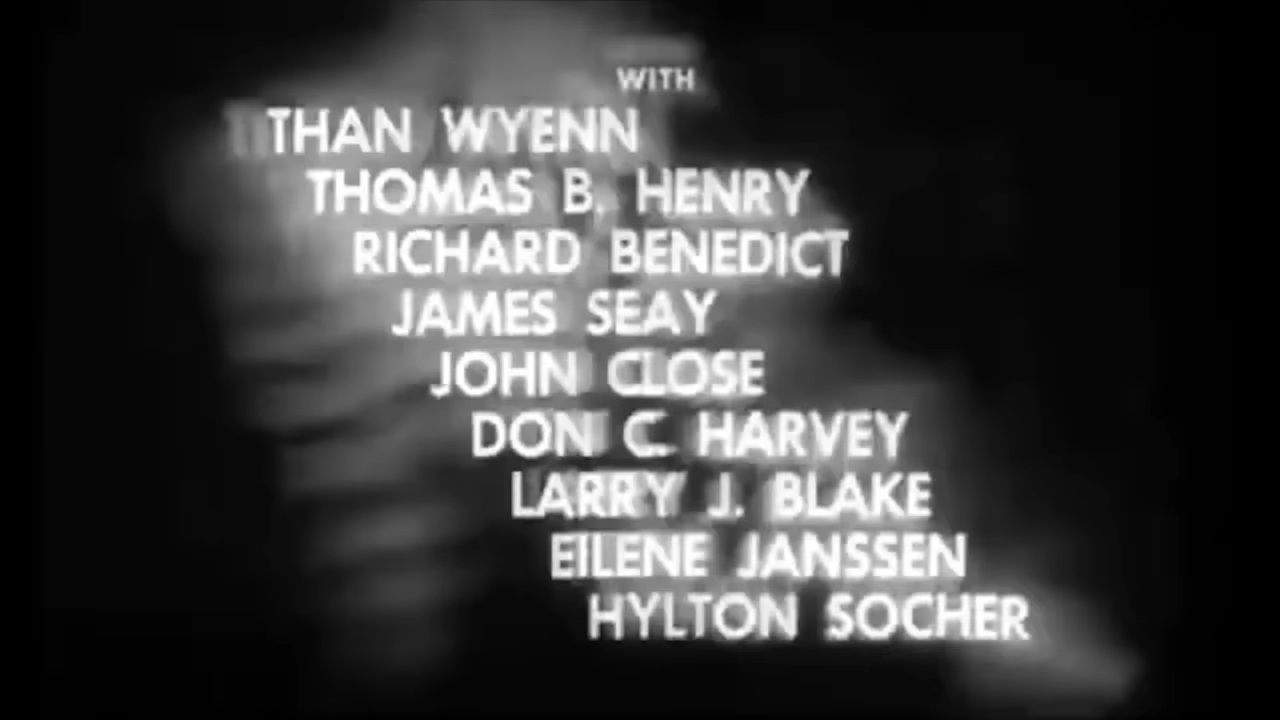 WITH
THAN WYENN
THOMAS B. HENRY
RICHARD BENEDICT
JAMES SEAY
JOHN CLOSE
DON C. HARVEY
LARRY J. BLAKE
EILENE JANSSEN
HYLTON SOCHER